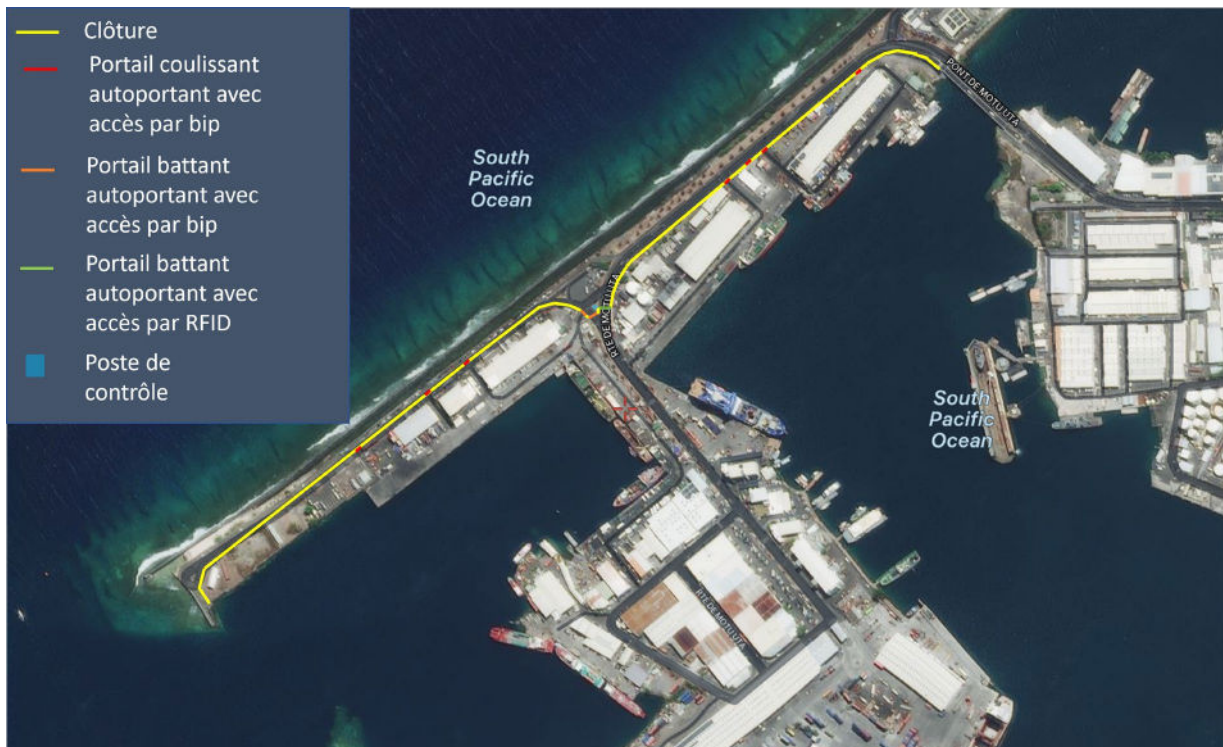 Clôture
Portail coulissant
autoportant avec
accès par bip
Portail battant
autoportant avec
accès par bip
Portail battant
autoportant avec
accès par RFID
Poste de
contrôle
South
Pacific
Ocean
PONT DE MOTU UTA
RTE DE MOTU UTA
South
Pacific
Ocean
RTE DE MOTU UTA